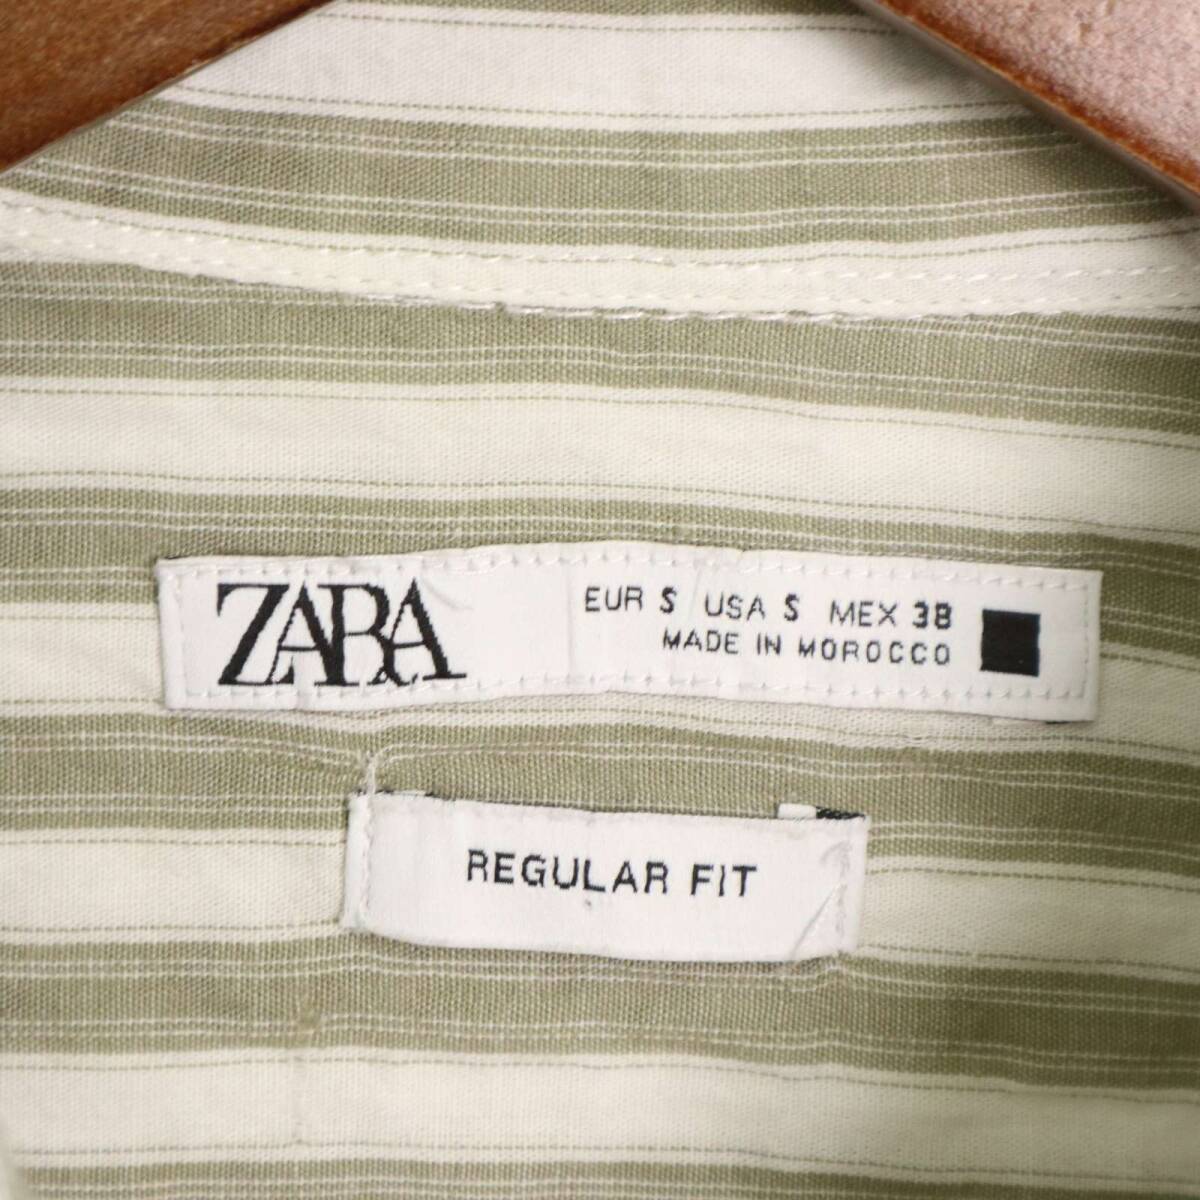 ZARA
EUR S USA S MEX 38
MADE IN MOROCCO
REGULAR FIT